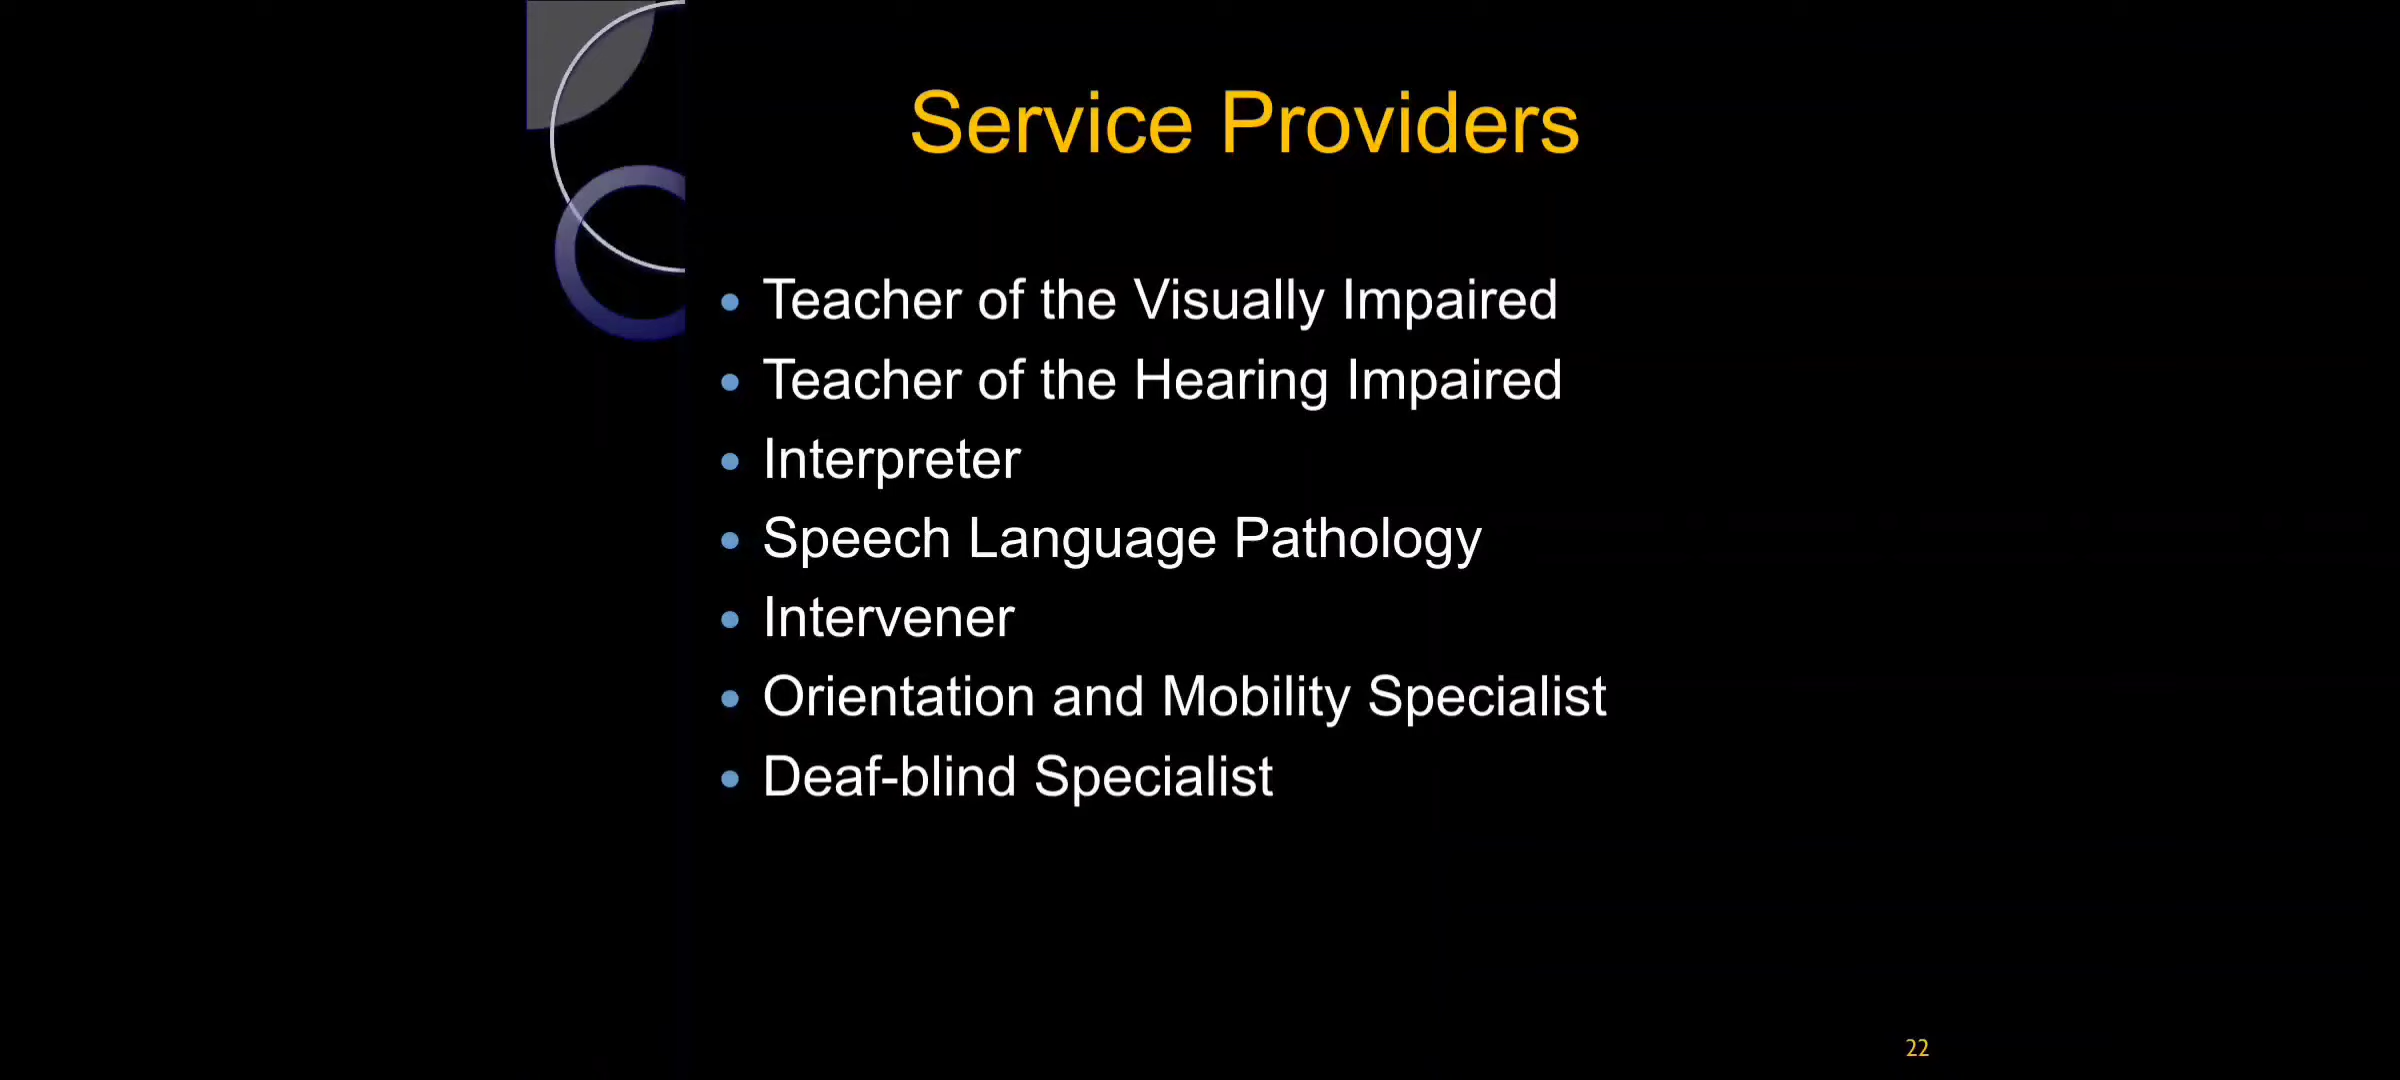 Service Providers
• Teacher of the Visually Impaired
• Teacher of the Hearing Impaired
• Interpreter
• Speech Language Pathology
• Intervener
• Orientation and Mobility Specialist
• Deaf-blind Specialist
22